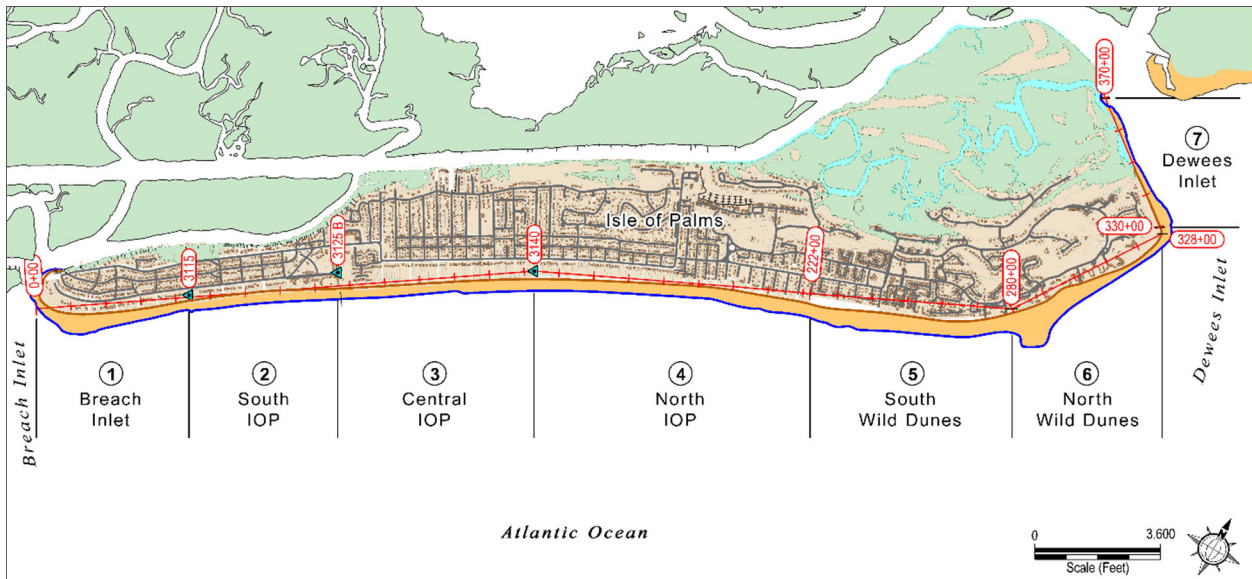 370+00
7
Dewees
Inlet
Isle of Palms
3125 B
3140
330+00
328+00
0+00
3115
222+00
280+00
Breach Inlet
1
Breach
Inlet
2
South
IOP
3
Central
IOP
4
North
IOP
5
South
Wild Dunes
6
North
Wild Dunes
Dewees Inlet
Atlantic Ocean
0
3,600
Scale (Feet)
N